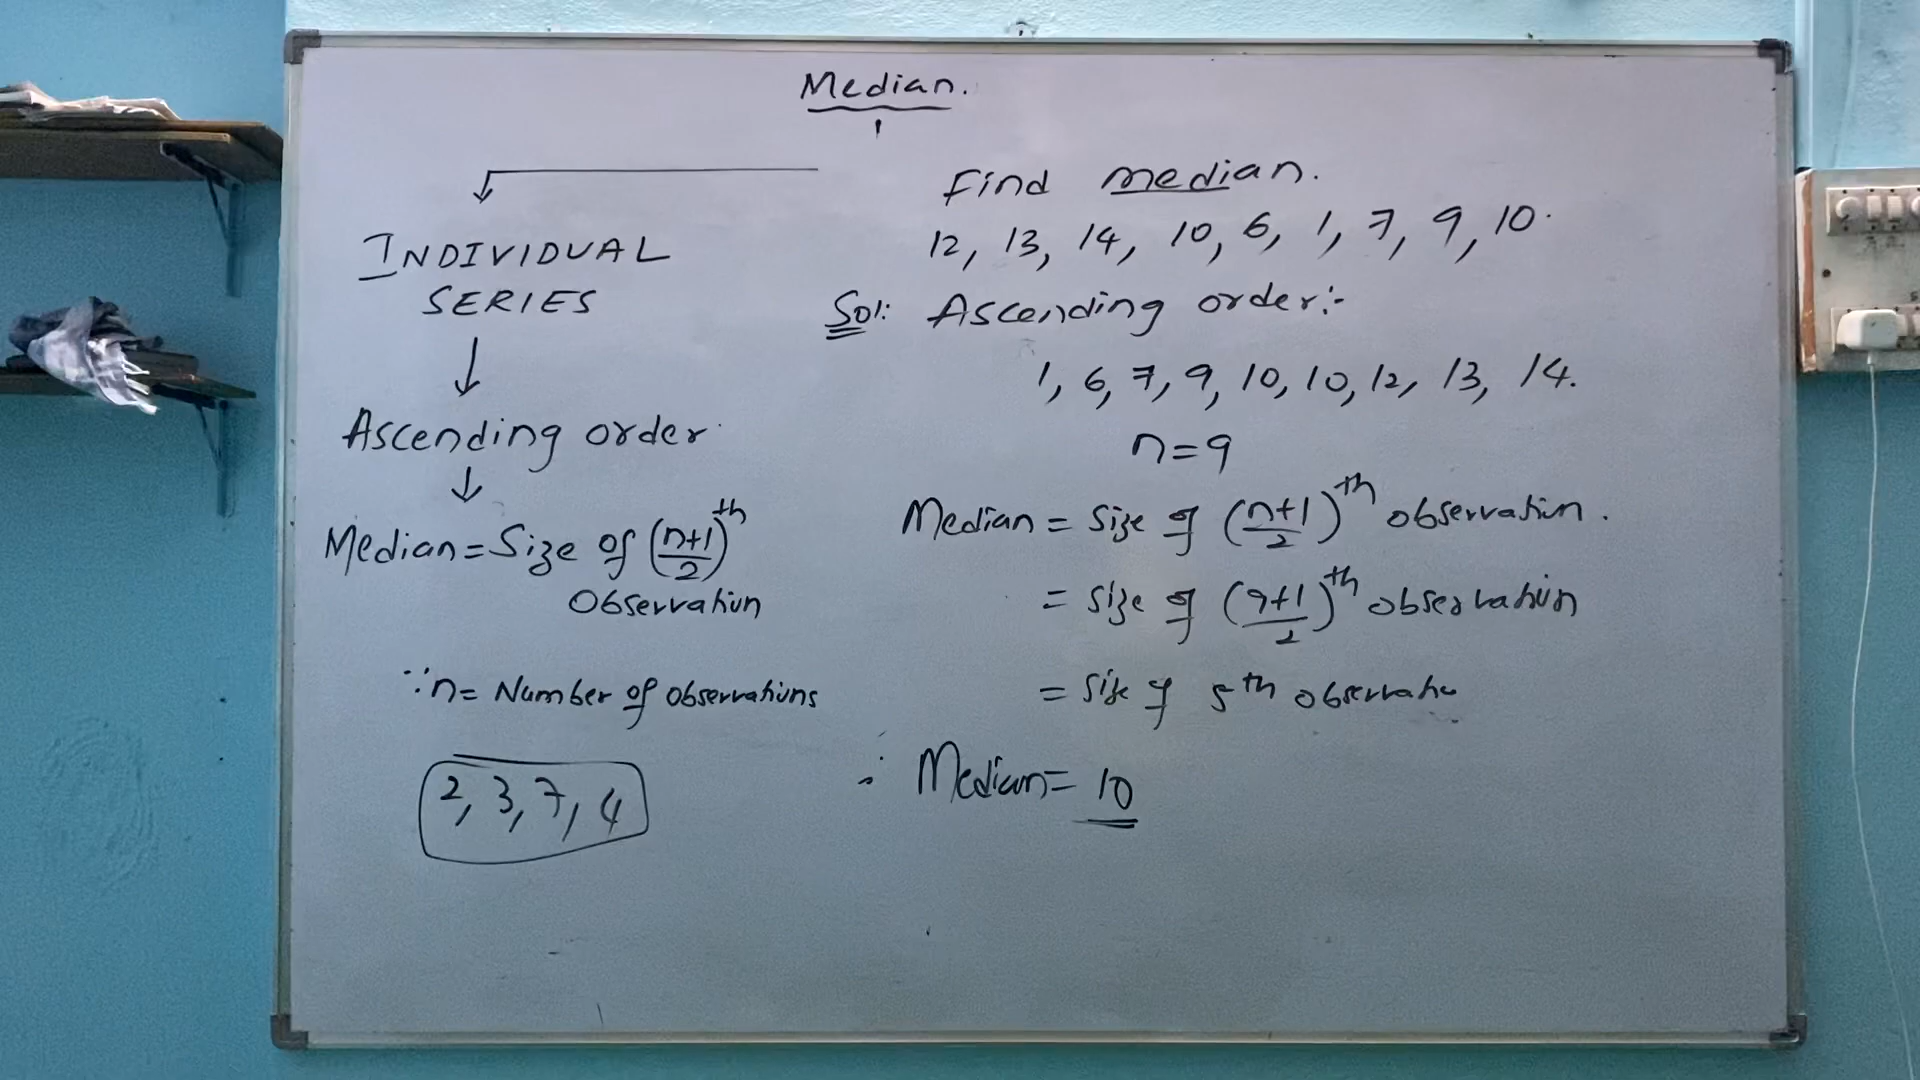 Median.
INDIVIDUAL
SERIES
Ascending order
Median = Size of (n+1/2)th
Observation
∵ n = Number of observations
2, 3, 7, 4
Find median.
12, 13, 14, 10, 6, 1, 7, 9, 10.
Sol: Ascending order:-
1, 6, 7, 9, 10, 10, 12, 13, 14.
n=9
Median = Size of (n+1/2)th observation.
= Size of (9+1/2)th observation
= Size of 5th observatio
∴ Median = 10